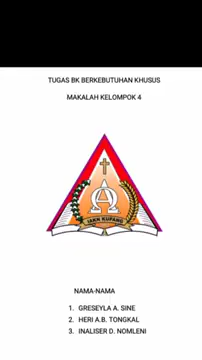 TUGAS BK BERKEBUTUHAN KHUSUS
MAKALAH KELOMPOK 4
ΑΩ
IAKN KUPANG
NAMA-NAMA
1. GRESEYLA A. SINE
2. HERI A.B. TONGKAL
3. INALISER D. NOMLENI